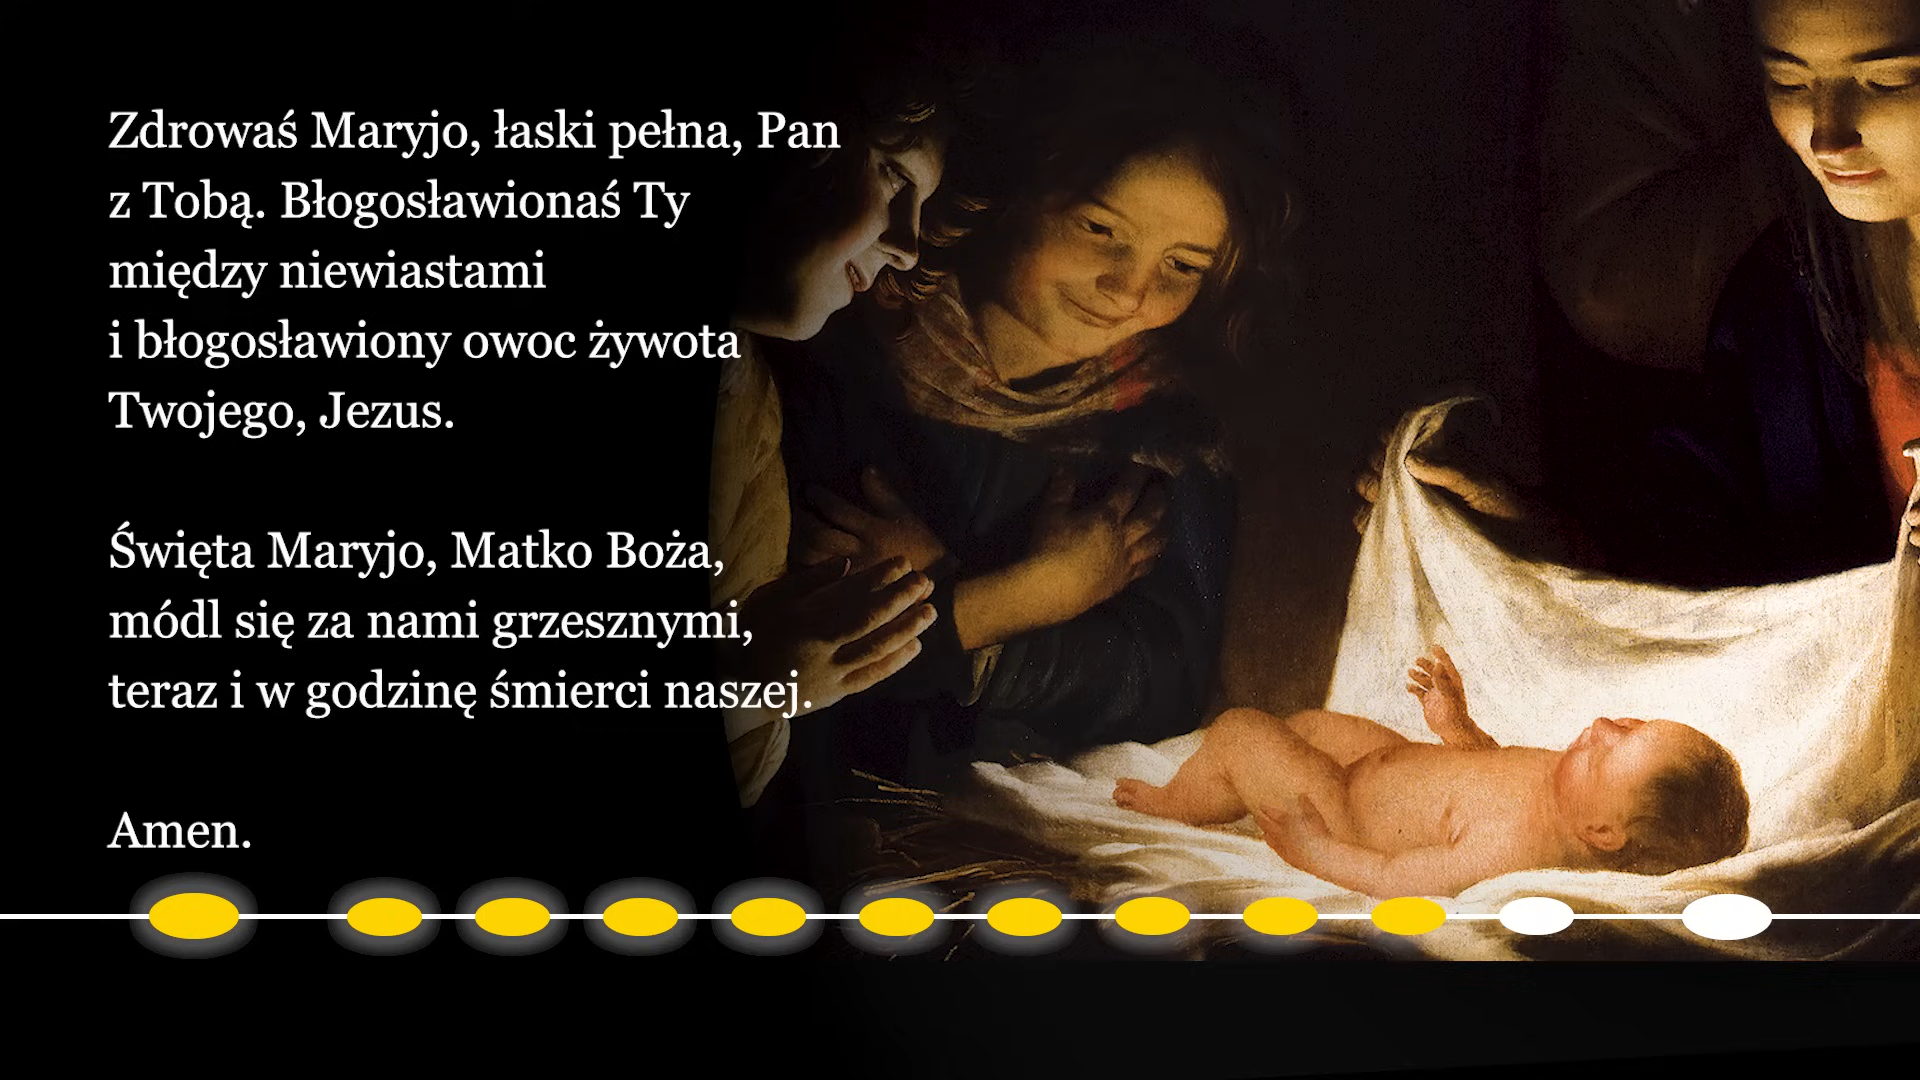 Zdrowaś Maryjo, łaski pełna, Pan
z Tobą. Błogosławionaś Ty
między niewiastami
i błogosławiony owoc żywota
Twojego, Jezus.
Święta Maryjo, Matko Boża,
módl się za nami grzesznymi,
teraz i w godzinę śmierci naszej.
Amen.